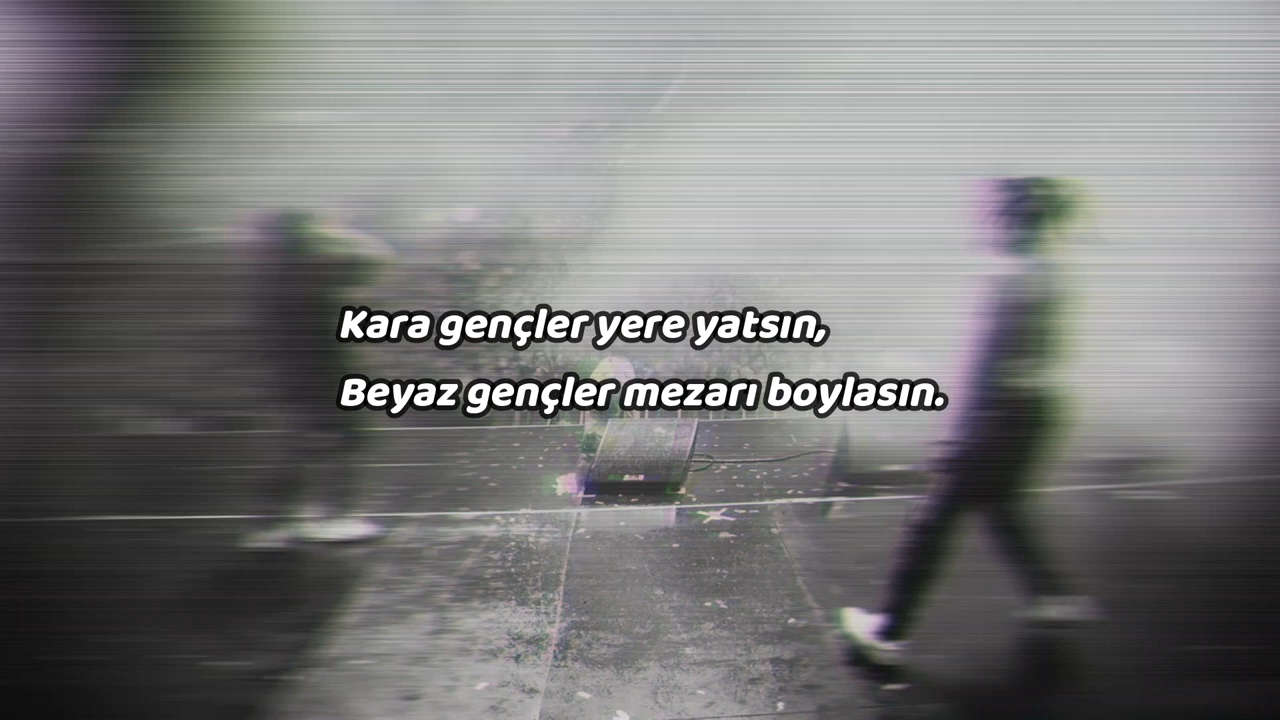 Kara gençler yere yatsın,
Beyaz gençler mezarı boylasın.